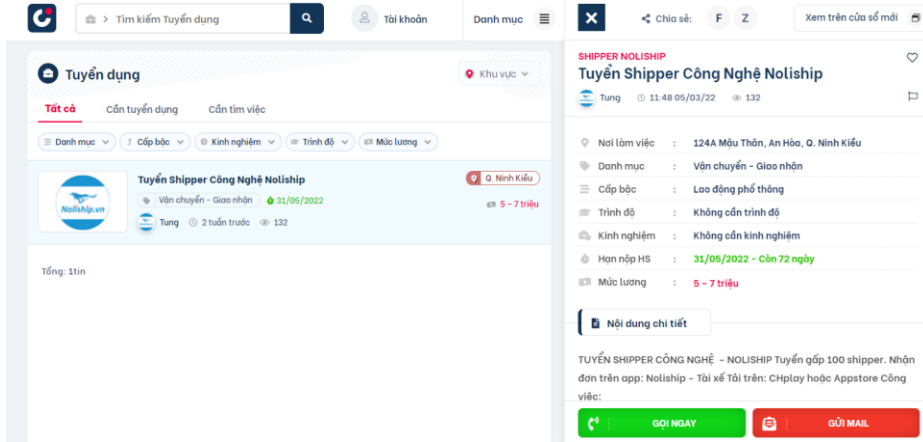 > Tìm kiếm Tuyển dụng
Tài khoản
Danh mục
Tuyển dụng
Khu vực
Tất cả
Cần tuyển dụng
Cần tìm việc
Danh mục
Cấp bậc
Kinh nghiệm
Trình độ
Mức lương
Noliship.vn
Tuyển Shipper Công Nghệ Noliship
Q. Ninh Kiều
Vận chuyển - Giao nhận
31/05/2022
5 - 7 triệu
Tung
2 tuần trước
132
Tổng: 1tin
Chia sẻ:
F
Z
Xem trên cửa sổ mới
SHIPPER NOLISHIP
Tuyển Shipper Công Nghệ Noliship
Tung
11:48 05/03/22
132
Nơi làm việc : 124A Mậu Thân, An Hòa, Q. Ninh Kiều
Danh mục : Vận chuyển - Giao nhận
Cấp bậc : Lao động phổ thông
Trình độ : Không cần trình độ
Kinh nghiệm : Không cần kinh nghiệm
Hạn nộp HS : 31/05/2022 - Còn 72 ngày
Mức lương : 5 - 7 triệu
Nội dung chi tiết
TUYỂN SHIPPER CÔNG NGHỆ - NOLISHIP Tuyển gấp 100 shipper. Nhận
đơn trên app: Noliship - Tài xế Tải trên: CHplay hoặc Appstore Công
việc:
GỌI NGAY
GỬI MAIL